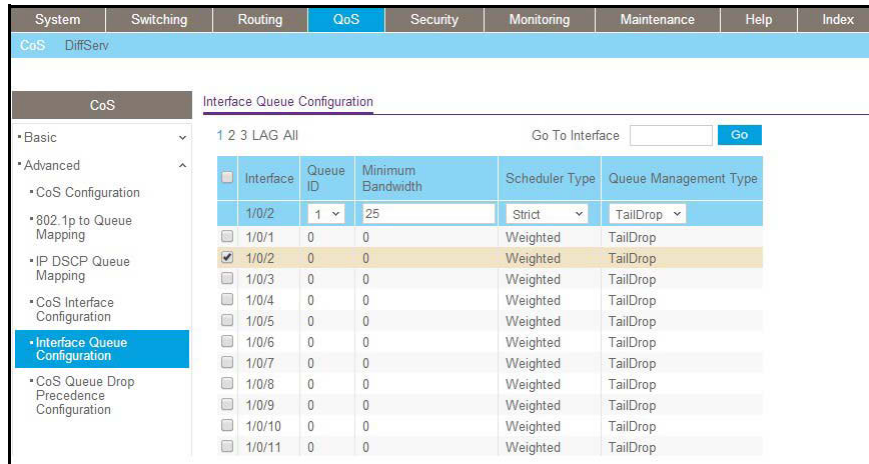 System Switching Routing QoS Security Monitoring Maintenance Help Index
CoS DiffServ
CoS
Basic
Advanced
CoS Configuration
802.1p to Queue
Mapping
IP DSCP Queue
Mapping
CoS Interface
Configuration
Interface Queue
Configuration
CoS Queue Drop
Precedence
Configuration
Interface Queue Configuration
1 2 3 LAG All Go To Interface Go
Interface Queue ID Minimum Bandwidth Scheduler Type Queue Management Type
1/0/2 1 25 Strict TailDrop
1/0/1 0 0 Weighted TailDrop
1/0/2 0 0 Weighted TailDrop
1/0/3 0 0 Weighted TailDrop
1/0/4 0 0 Weighted TailDrop
1/0/5 0 0 Weighted TailDrop
1/0/6 0 0 Weighted TailDrop
1/0/7 0 0 Weighted TailDrop
1/0/8 0 0 Weighted TailDrop
1/0/9 0 0 Weighted TailDrop
1/0/10 0 0 Weighted TailDrop
1/0/11 0 0 Weighted TailDrop